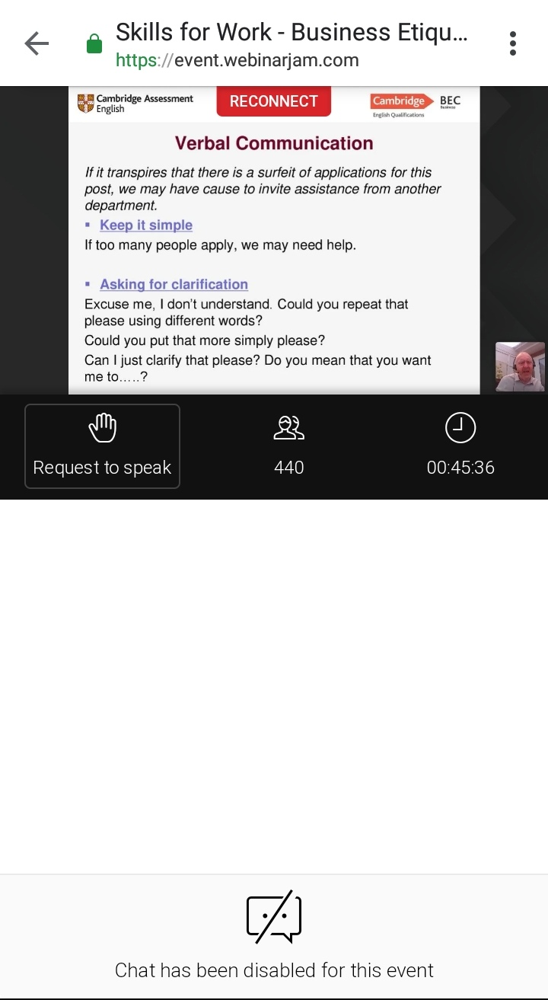 Skills for Work - Business Etiqu...
https://event.webinarjam.com
Cambridge Assessment
English
RECONNECT
Cambridge
English Qualifications
BEC
Business
Verbal Communication
If it transpires that there is a surfeit of applications for this
post, we may have cause to invite assistance from another
department.
▪ Keep it simple
If too many people apply, we may need help.
▪ Asking for clarification
Excuse me, I don't understand. Could you repeat that
please using different words?
Could you put that more simply please?
Can I just clarify that please? Do you mean that you want
me to…..?
Request to speak
440
00:45:36
Chat has been disabled for this event